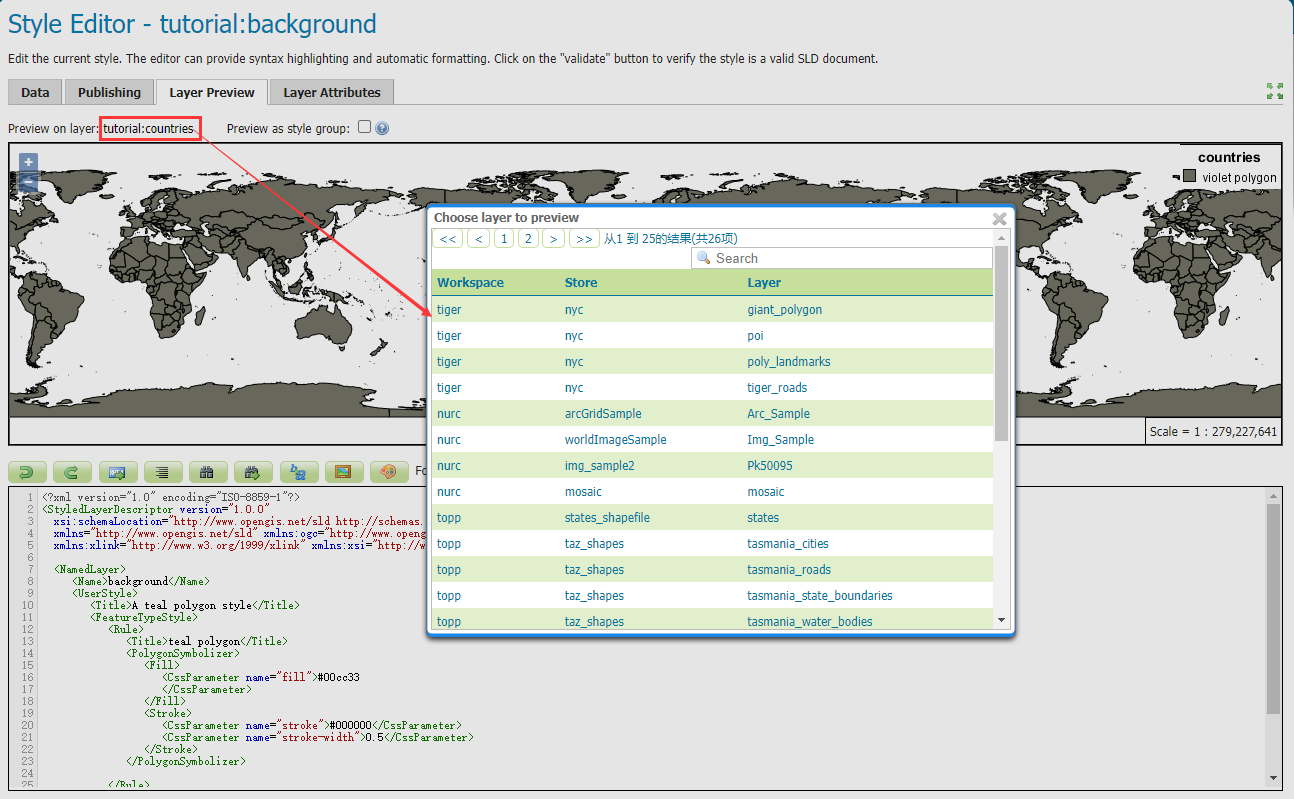 Style Editor - tutorial:background
Edit the current style. The editor can provide syntax highlighting and automatic formatting. Click on the "validate" button to verify the style is a valid SLD document.
Data Publishing Layer Preview Layer Attributes
Preview on layer: tutorial:countries Preview as style group:
+
countries
violet polygon
Choose layer to preview
<< < 1 2 > >> 从1 到 25的结果(共26项)
Search
Workspace Store Layer
tiger nyc giant_polygon
tiger nyc poi
tiger nyc poly_landmarks
tiger nyc tiger_roads
nurc arcGridSample Arc_Sample
nurc worldImageSample Img_Sample
nurc img_sample2 Pk50095
nurc mosaic mosaic
topp states_shapefile states
topp taz_shapes tasmania_cities
topp taz_shapes tasmania_roads
topp taz_shapes tasmania_state_boundaries
topp taz_shapes tasmania_water_bodies
Scale = 1 : 279,227,641
1 <?xml version="1.0" encoding="ISO-8859-1"?>
2 <StyledLayerDescriptor version="1.0.0"
3 xsi:schemaLocation="http://www.opengis.net/sld http://schemas.
4 xmlns="http://www.opengis.net/sld" xmlns:ogc="http://www.openg
5 xmlns:xlink="http://www.w3.org/1999/xlink" xmlns:xsi="http://w
6
7 <NamedLayer>
8 <Name>background</Name>
9 <UserStyle>
10 <Title>A teal polygon style</Title>
11 <FeatureTypeStyle>
12 <Rule>
13 <Title>teal polygon</Title>
14 <PolygonSymbolizer>
15 <Fill>
16 <CssParameter name="fill">#00cc33
17 </CssParameter>
18 </Fill>
19 <Stroke>
20 <CssParameter name="stroke">#000000</CssParameter>
21 <CssParameter name="stroke-width">0.5</CssParameter>
22 </Stroke>
23 </PolygonSymbolizer>
24
25 </Rule>